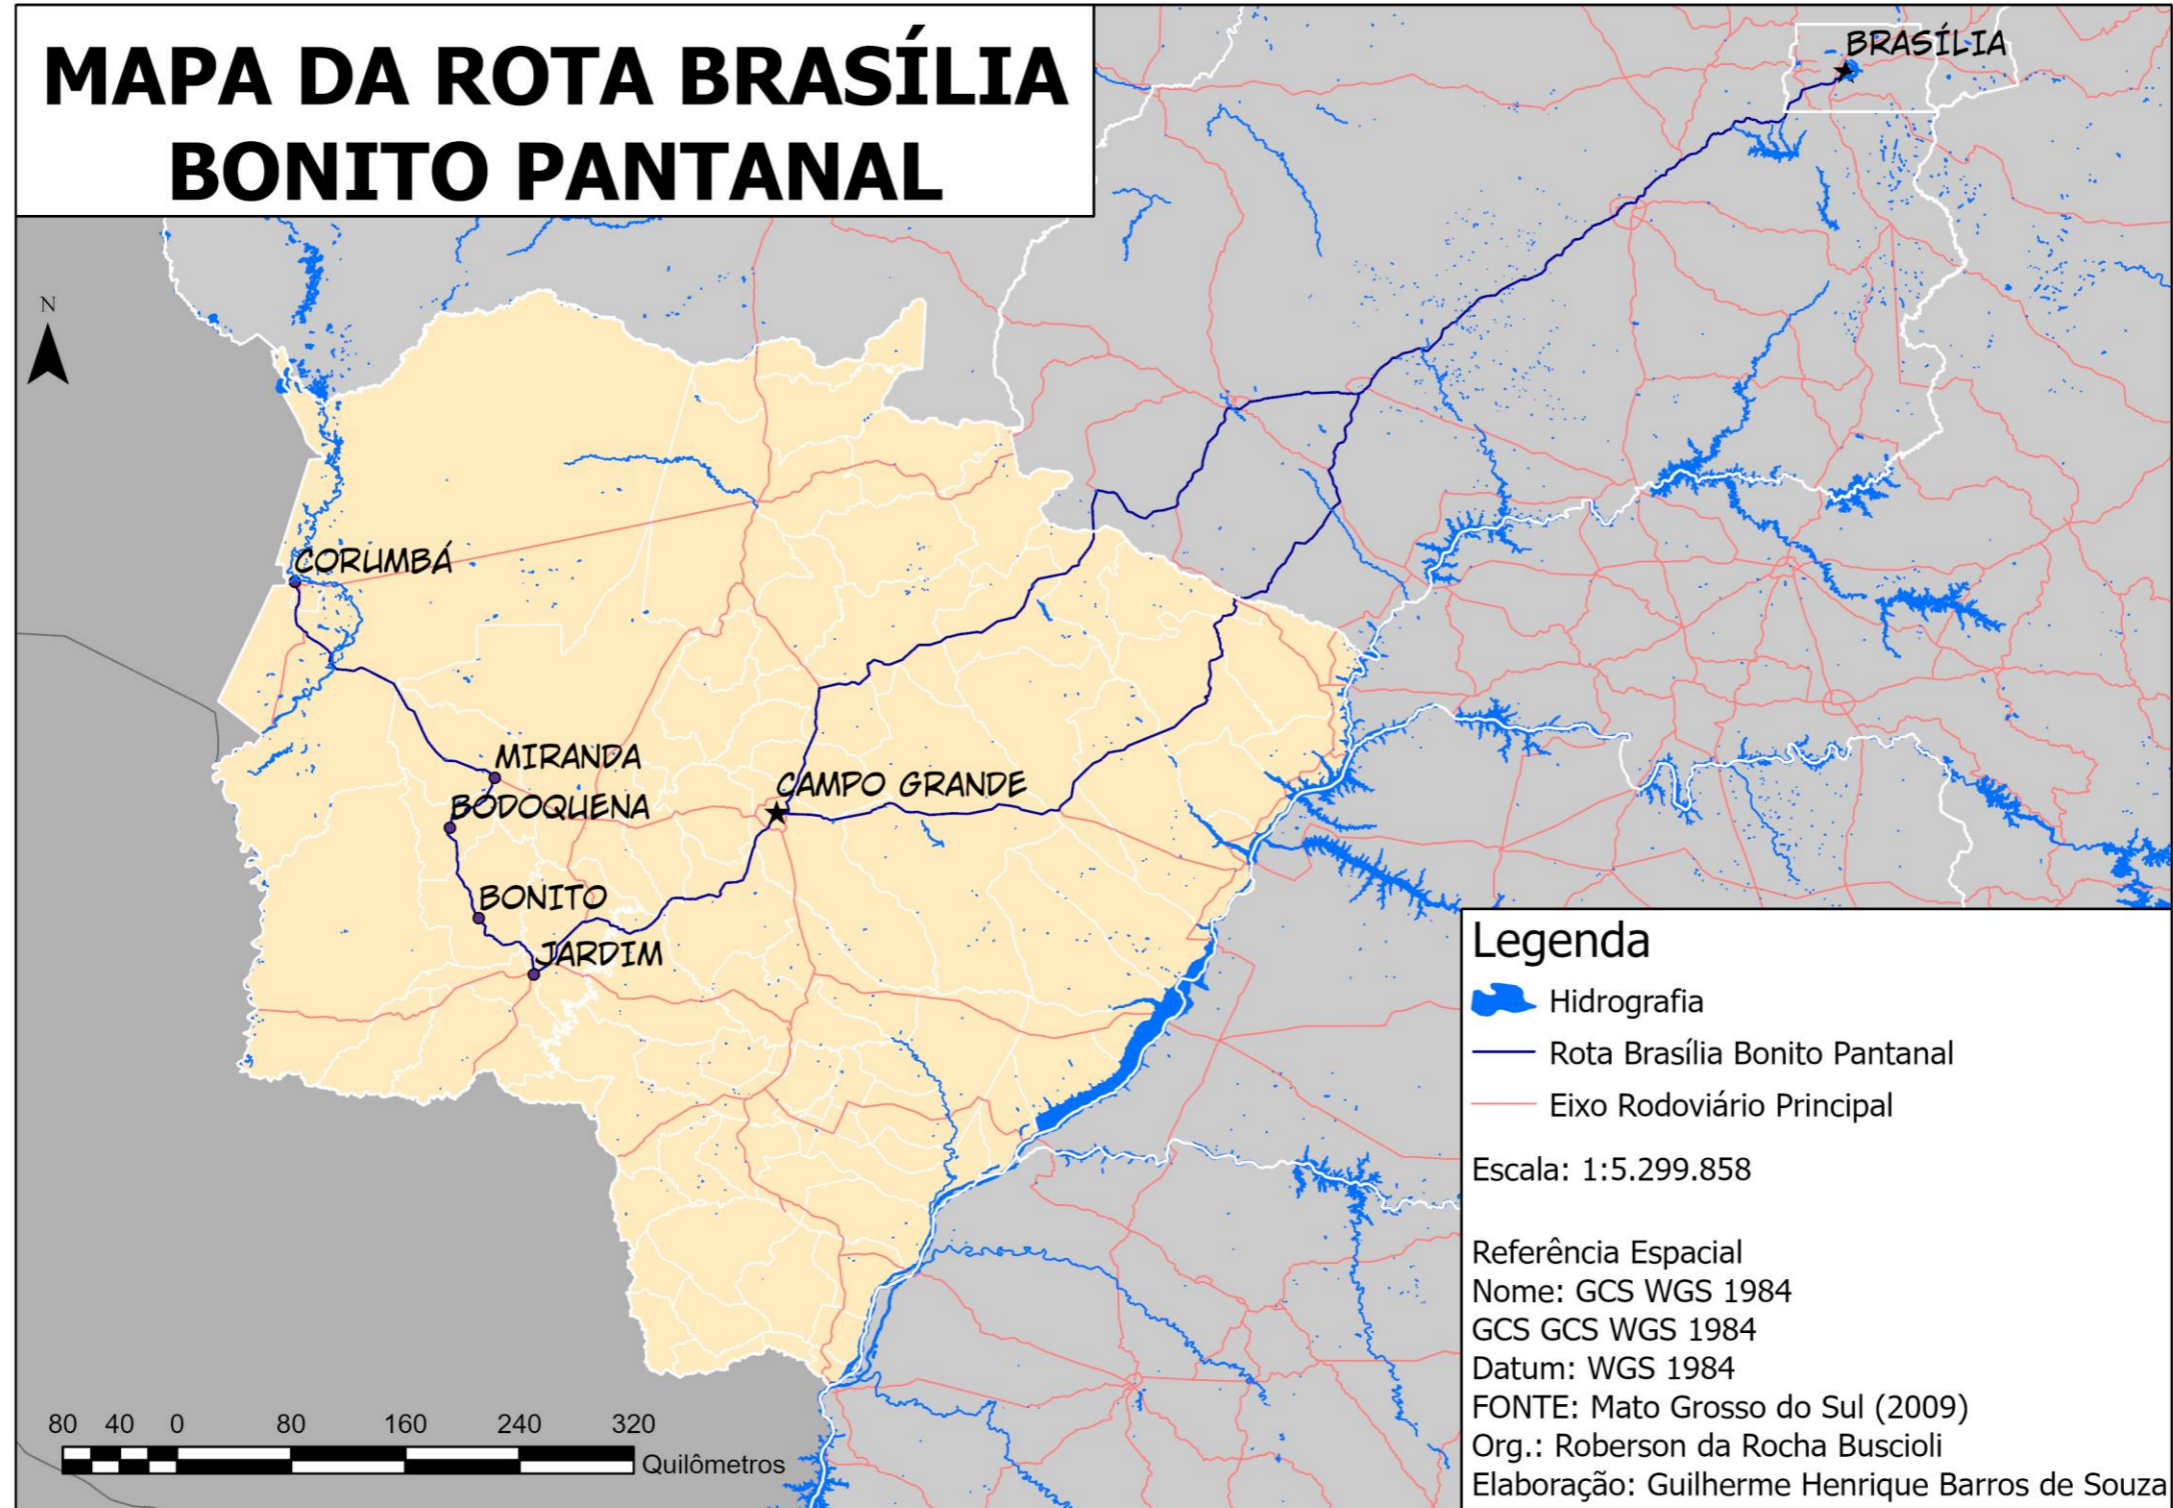 MAPA DA ROTA BRASÍLIA
BONITO PANTANAL
BRASÍLIA
N
CORUMBÁ
MIRANDA
BODOQUENA
CAMPO GRANDE
BONITO
JARDIM
Legenda
Hidrografia
Rota Brasília Bonito Pantanal
Eixo Rodoviário Principal
Escala: 1:5.299.858
Referência Espacial
Nome: GCS WGS 1984
GCS GCS WGS 1984
Datum: WGS 1984
FONTE: Mato Grosso do Sul (2009)
Org.: Roberson da Rocha Buscioli
Elaboração: Guilherme Henrique Barros de Souza
80 40 0 80 160 240 320
Quilômetros